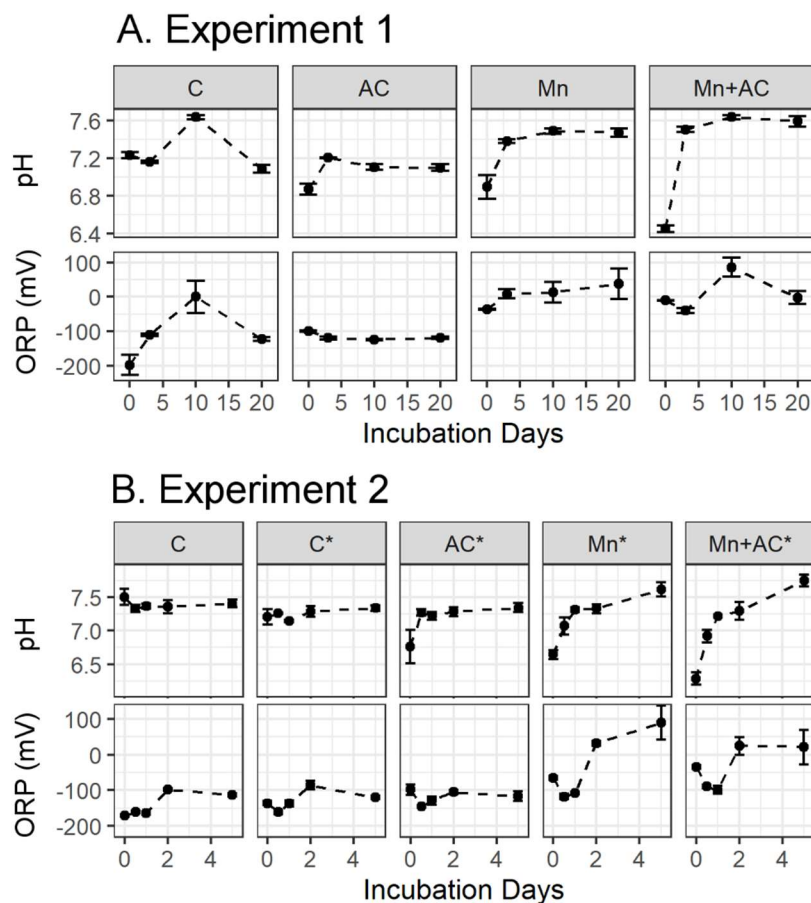 A. Experiment 1
C AC Mn Mn+AC
pH
7.6
7.2
6.8
6.4
ORP (mV)
100
0
-100
-200
0 5 10 15 20 0 5 10 15 20 0 5 10 15 20 0 5 10 15 20
Incubation Days
B. Experiment 2
C C* AC* Mn* Mn+AC*
pH
7.5
7.0
6.5
ORP (mV)
100
0
-100
-200
0 2 4 0 2 4 0 2 4 0 2 4 0 2 4
Incubation Days